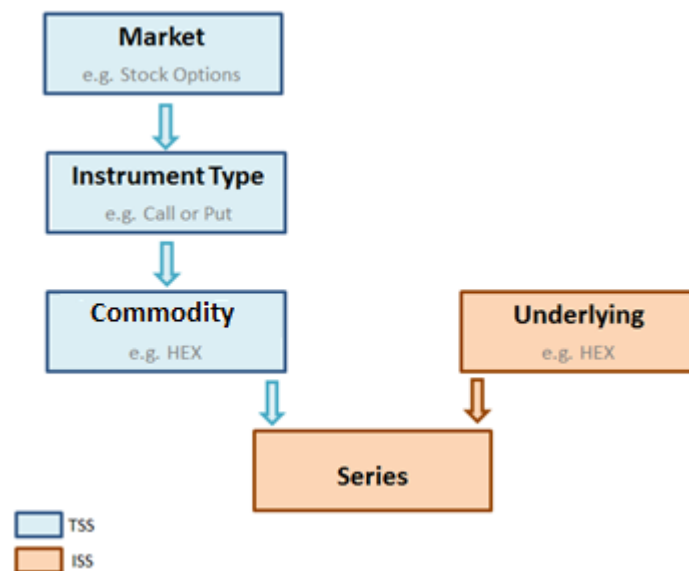 Market
e.g. Stock Options
Instrument Type
e.g. Call or Put
Commodity
e.g. HEX
Underlying
e.g. HEX
Series
TSS
ISS